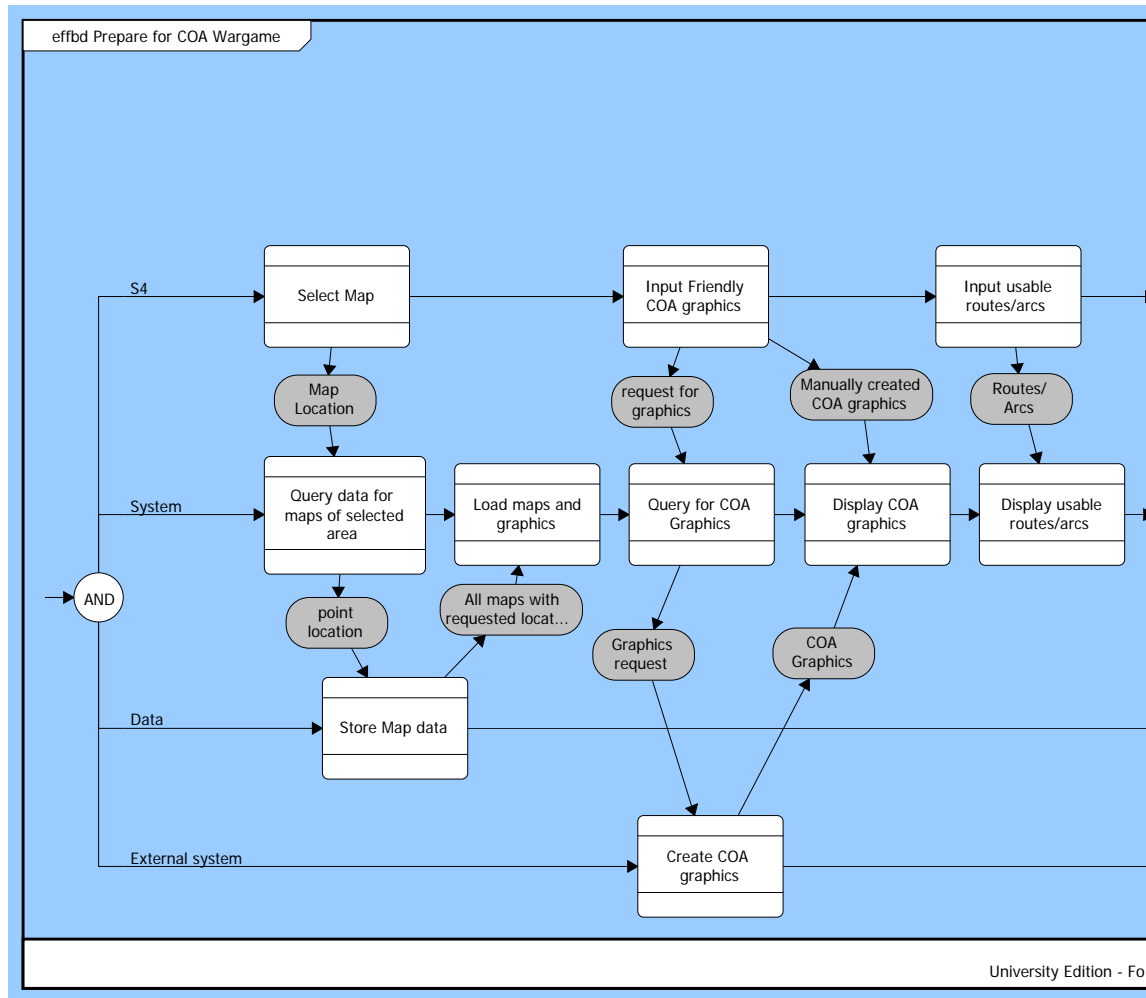 effbd Prepare for COA Wargame
S4
Select Map
Input Friendly
COA graphics
Input usable
routes/arcs
Map
Location
request for
graphics
Manually created
COA graphics
Routes/
Arcs
System
Query data for
maps of selected
area
Load maps and
graphics
Query for COA
Graphics
Display COA
graphics
Display usable
routes/arcs
AND
point
location
All maps with
requested locat...
Graphics
request
COA
Graphics
Data
Store Map data
External system
Create COA
graphics
University Edition - Fo